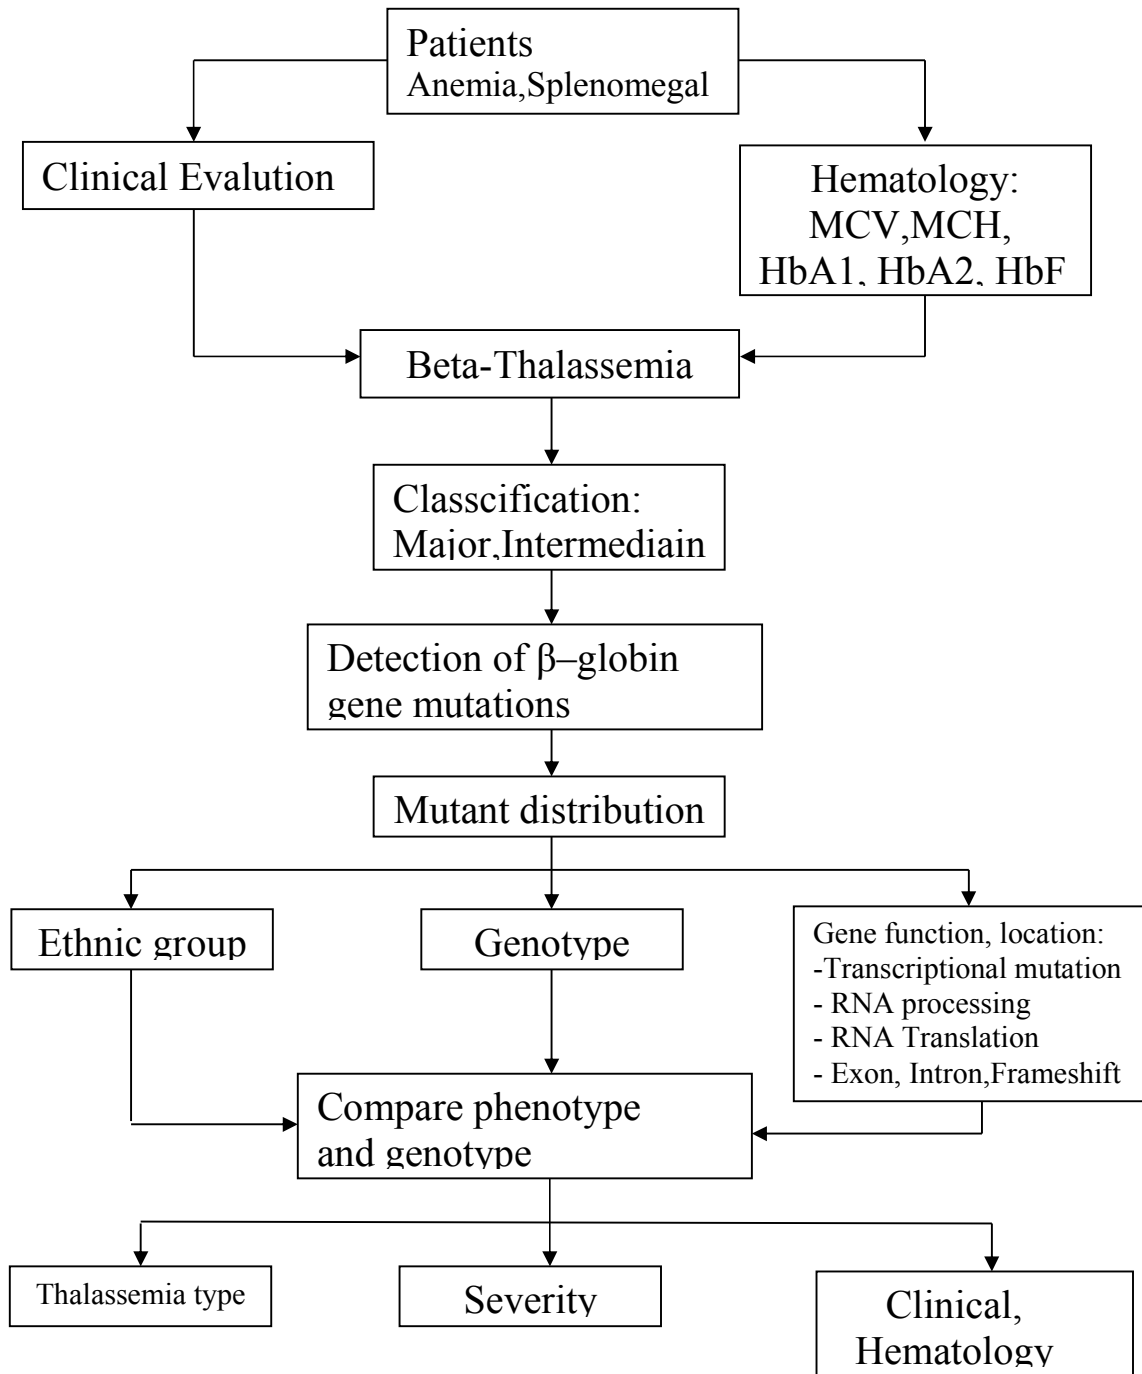 Patients
Anemia,Splenomegal
Clinical Evalution
Hematology:
MCV,MCH,
HbA1, HbA2, HbF
Beta-Thalassemia
Classcification:
Major,Intermediain
Detection of β–globin
gene mutations
Mutant distribution
Ethnic group
Genotype
Gene function, location:
-Transcriptional mutation
- RNA processing
- RNA Translation
- Exon, Intron,Frameshift
Compare phenotype
and genotype
Thalassemia type
Severity
Clinical,
Hematology